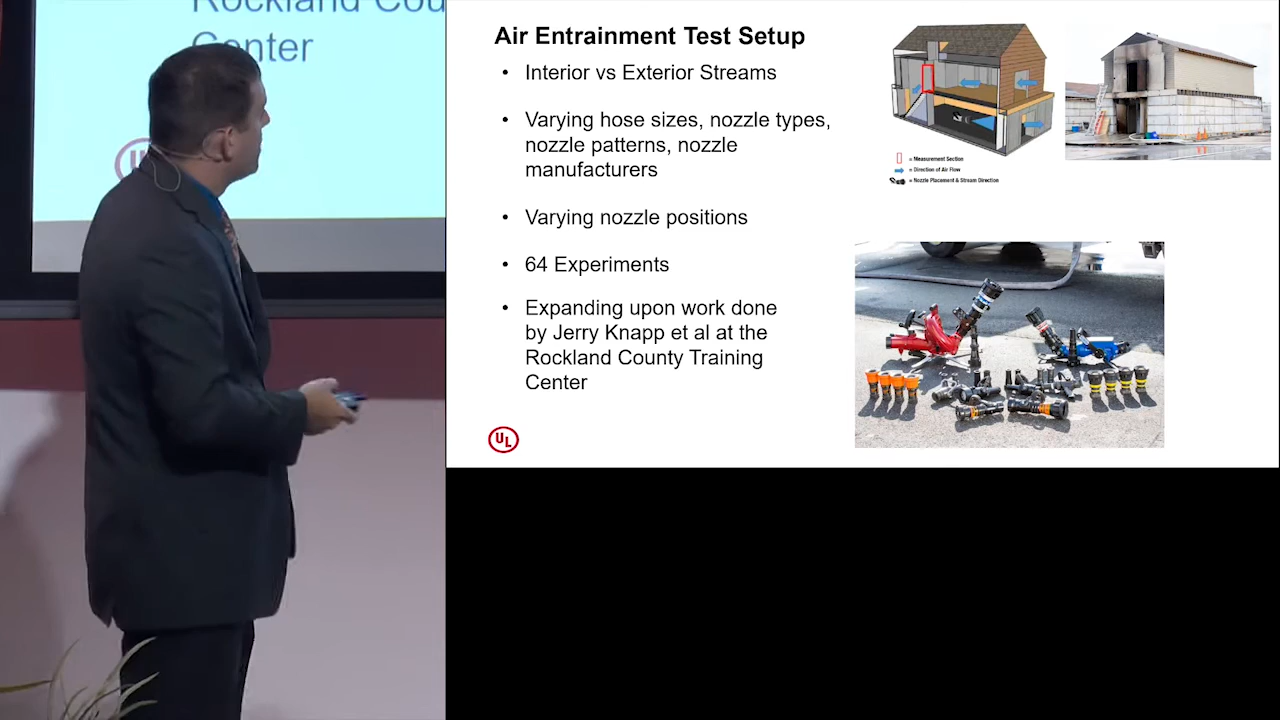 Rockland Cou
Center
UL
Air Entrainment Test Setup
• Interior vs Exterior Streams
• Varying hose sizes, nozzle types,
nozzle patterns, nozzle
manufacturers
• Varying nozzle positions
• 64 Experiments
• Expanding upon work done
by Jerry Knapp et al at the
Rockland County Training
Center
UL
= Measurement Section
= Direction of Air Flow
= Nozzle Placement & Stream Direction